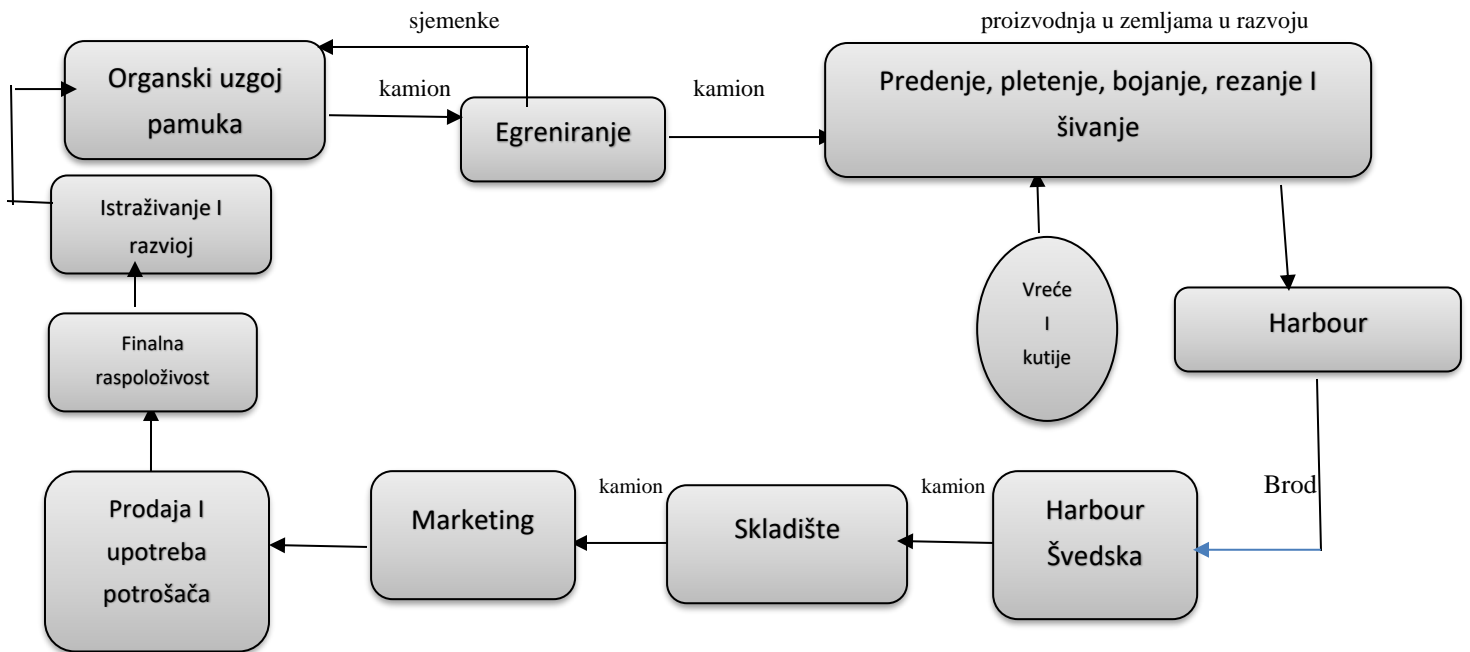 sjemenke
proizvodnja u zemljama u razvoju
Organski uzgoj
pamuka
kamion
Egreniranje
kamion
Predenje, pletenje, bojanje, rezanje I
šivanje
Istraživanje I
razvioj
Vreće
I
kutije
Harbour
Finalna
raspoloživost
Prodaja I
upotreba
potrošača
Marketing
kamion
Skladište
kamion
Harbour
Švedska
Brod